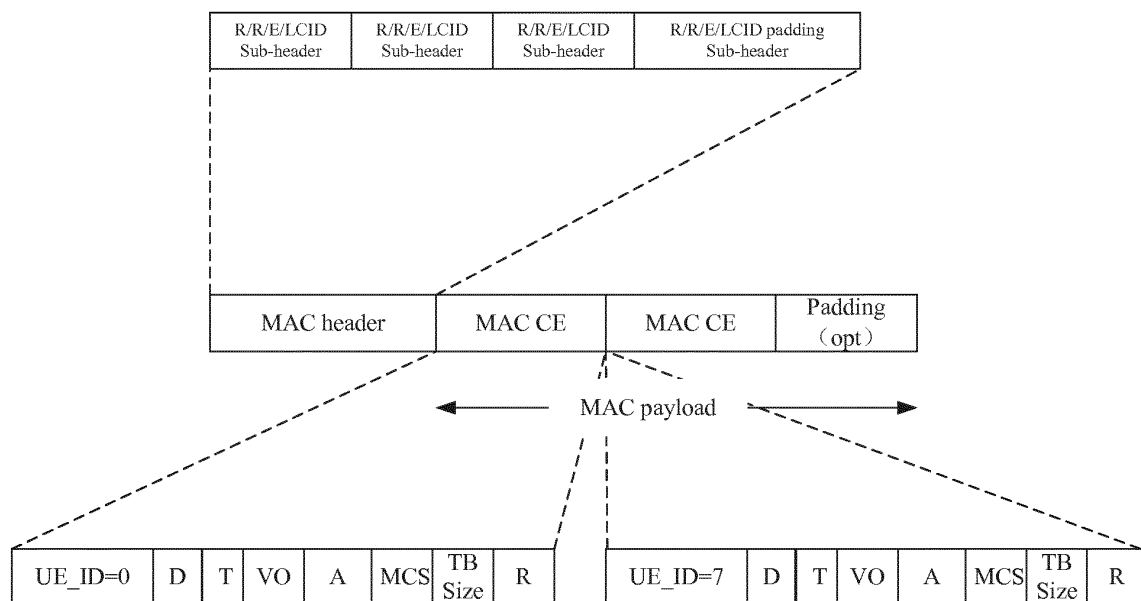 R/R/E/LCID
Sub-header
R/R/E/LCID
Sub-header
R/R/E/LCID
Sub-header
R/R/E/LCID padding
Sub-header
MAC header
MAC CE
MAC CE
Padding
（opt）
MAC payload
UE_ID=0
D
T
VO
A
MCS
TB
Size
R
UE_ID=7
D
T
VO
A
MCS
TB
Size
R